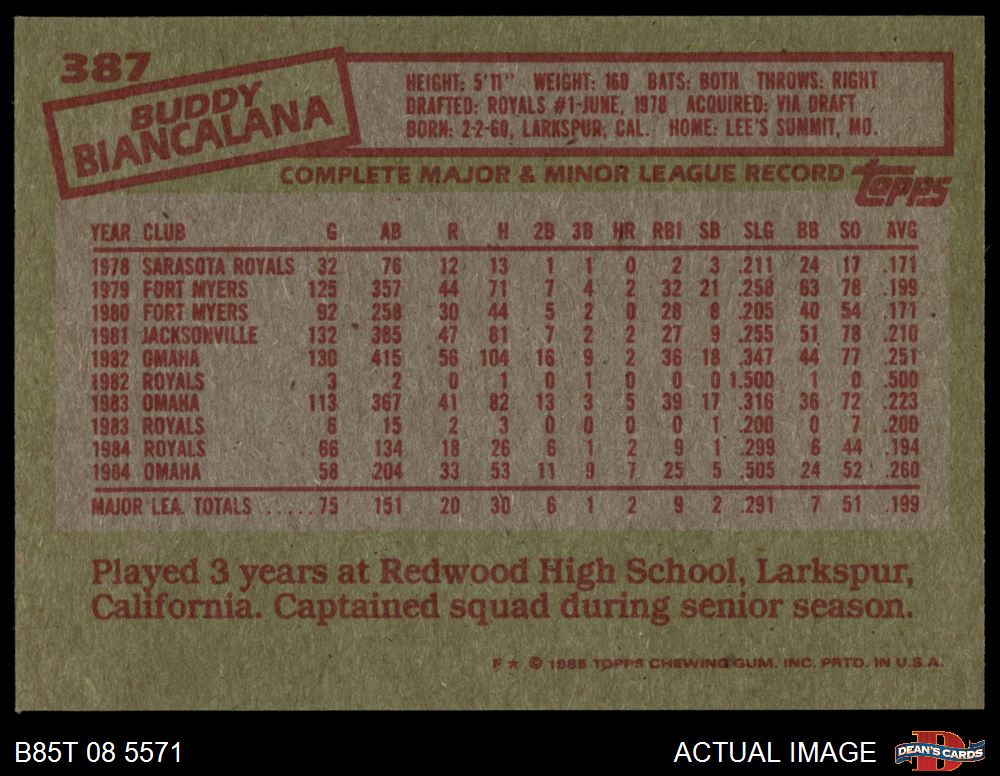 387
BUDDY
BIANCALANA
HEIGHT: 5'11" WEIGHT: 160 BATS: BOTH THROWS: RIGHT
DRAFTED: ROYALS #1-JUNE, 1978 ACQUIRED: VIA DRAFT
BORN: 2-2-60, LARKSPUR, CAL. HOME: LEE'S SUMMIT, MO.
COMPLETE MAJOR & MINOR LEAGUE RECORD topps
YEAR CLUB G AB R H 2B 3B HR RBI SB SLG BB SO AVG
1978 SARASOTA ROYALS 32 76 12 13 1 1 0 2 3 .211 24 17 .171
1979 FORT MYERS 125 357 44 71 7 4 2 32 21 .258 63 78 .199
1980 FORT MYERS 92 258 30 44 5 2 0 28 8 .205 40 54 .171
1981 JACKSONVILLE 132 385 47 81 7 2 2 27 9 .255 51 78 .210
1982 OMAHA 130 415 56 104 16 9 2 36 18 .347 44 77 .251
1982 ROYALS 3 2 0 1 0 1 0 0 0 1.500 1 0 .500
1983 OMAHA 113 367 41 82 13 3 5 39 17 .316 36 72 .223
1983 ROYALS 6 15 2 3 0 0 0 0 1 .200 0 7 .200
1984 ROYALS 66 134 18 26 6 1 2 9 1 .299 6 44 .194
1984 OMAHA 58 204 33 53 11 9 7 25 5 .505 24 52 .260
MAJOR LEA. TOTALS ..... 75 151 20 30 6 1 2 9 2 .291 7 51 .199
Played 3 years at Redwood High School, Larkspur,
California. Captained squad during senior season.
F ★ © 1985 TOPPS CHEWING GUM, INC. PRTD. IN U.S.A.
B85T 08 5571 ACTUAL IMAGE DEAN'S CARDS